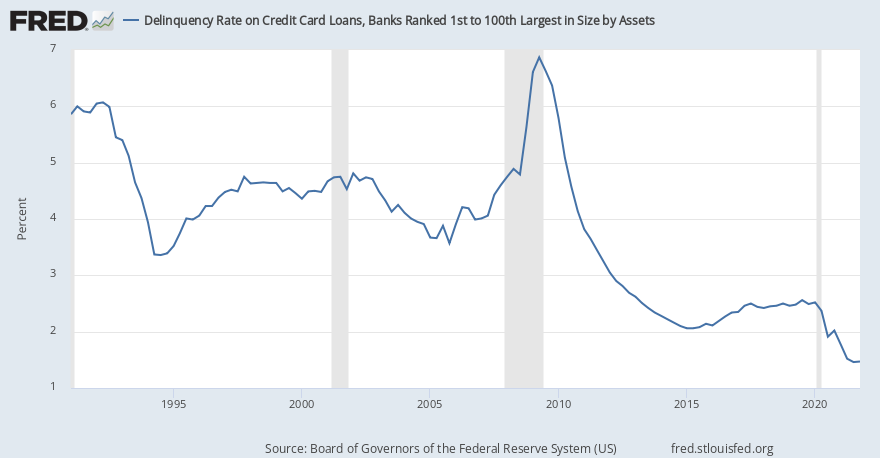 FRED
Delinquency Rate on Credit Card Loans, Banks Ranked 1st to 100th Largest in Size by Assets
7
6
5
4
3
2
1
Percent
1995 2000 2005 2010 2015 2020
Source: Board of Governors of the Federal Reserve System (US) fred.stlouisfed.org